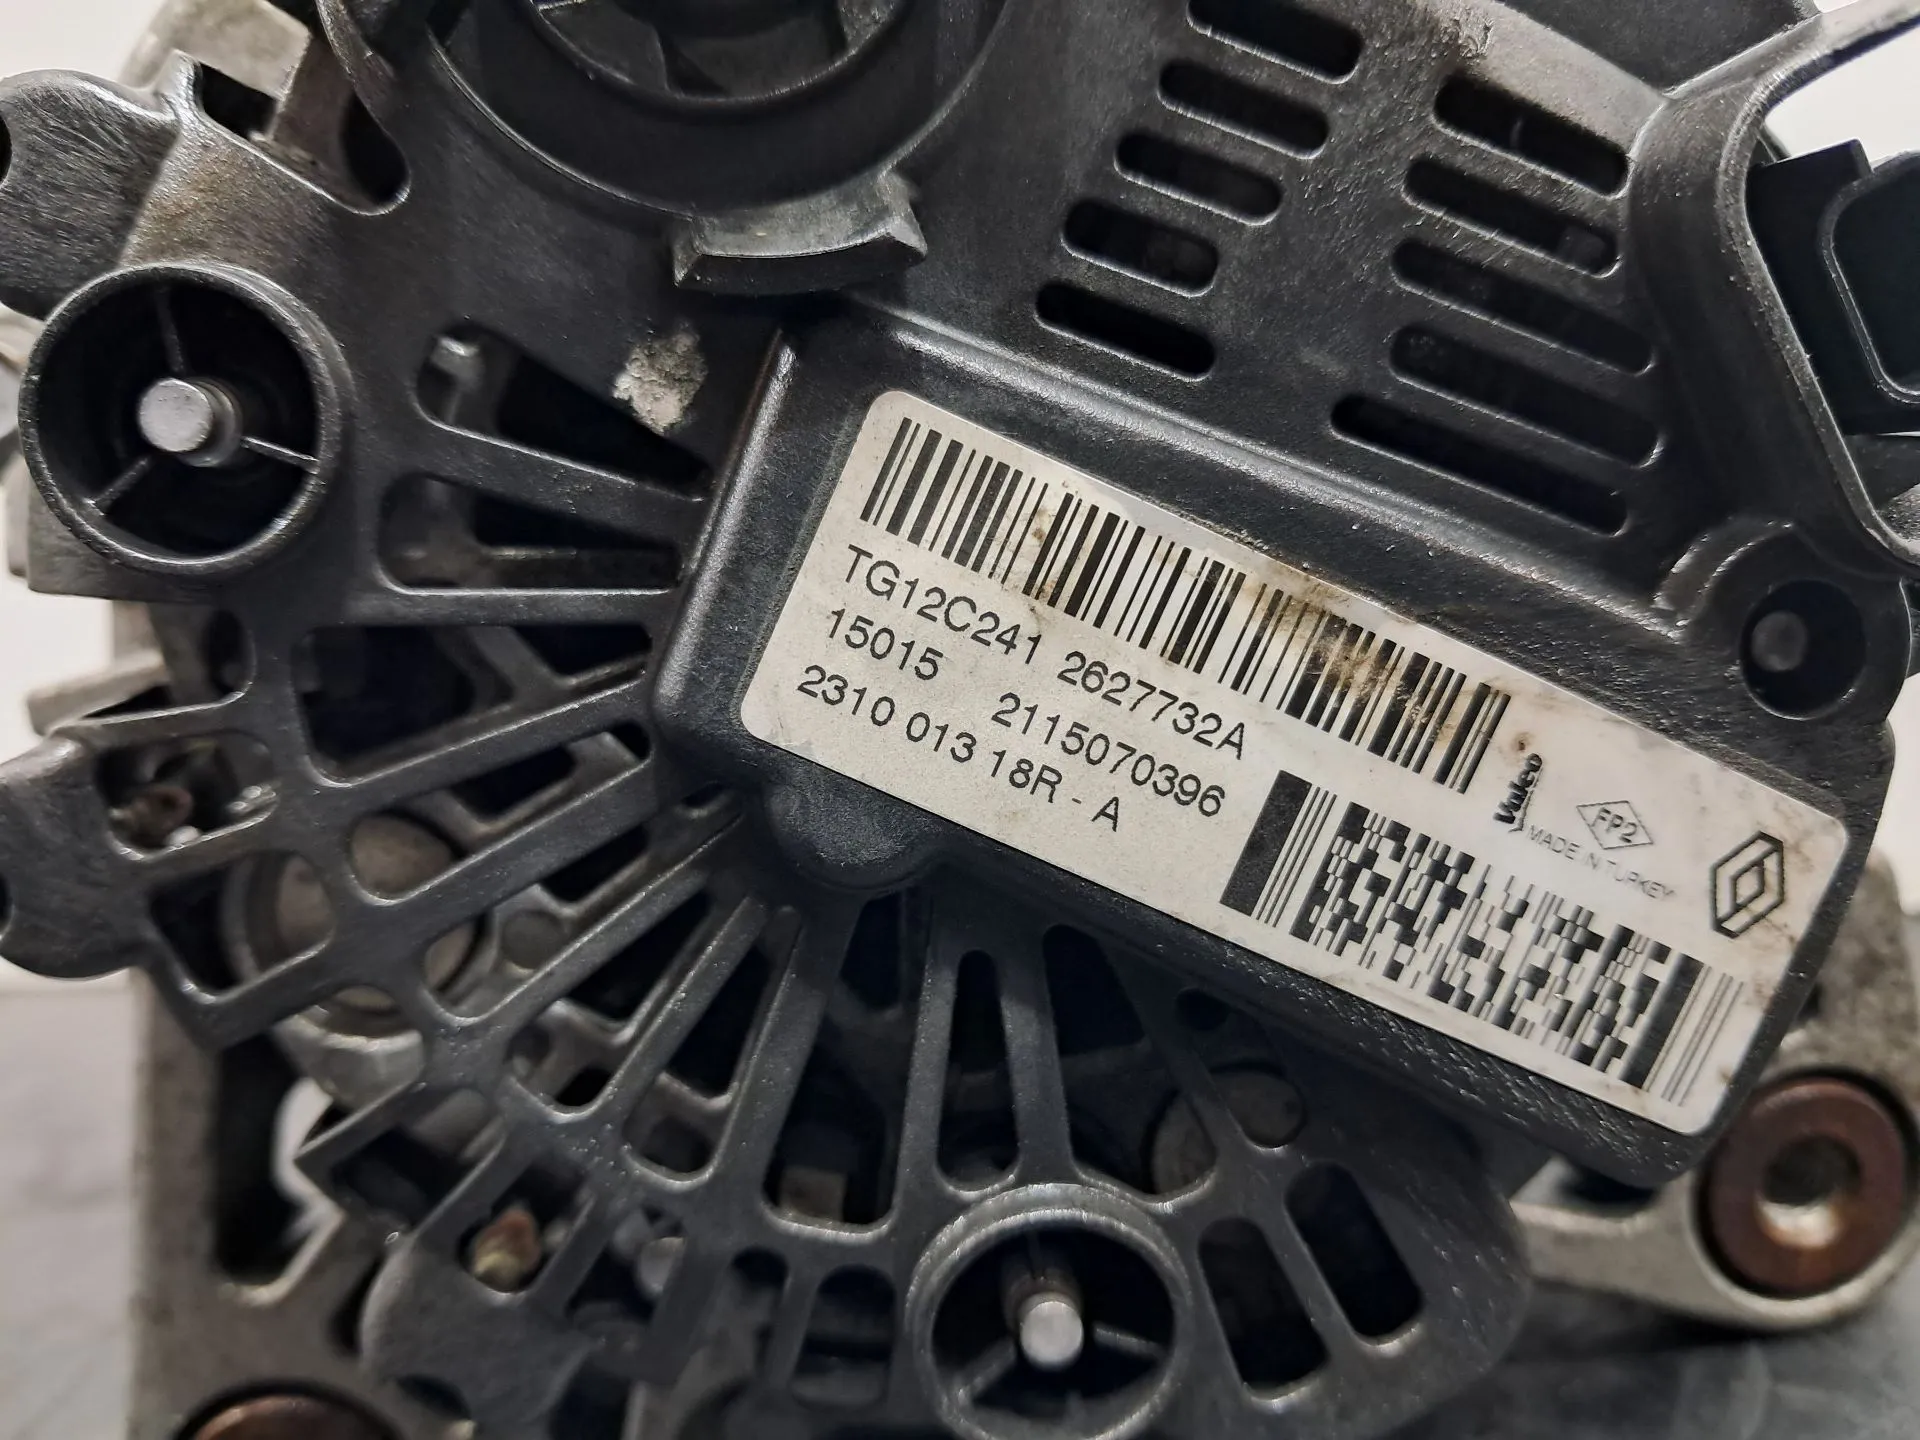 TG12C241 2627732A
15015 2115070396
2310 013 18R - A
Valeo
FP2
MADE IN TURKEY